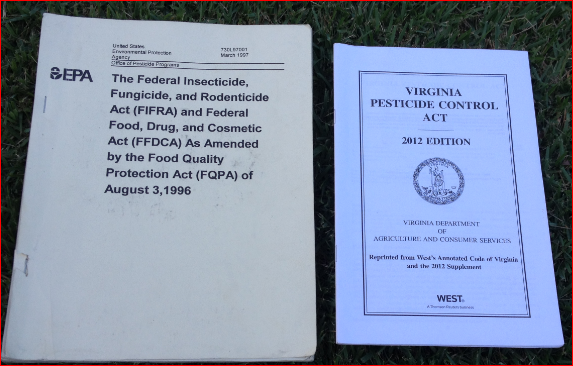 United States
Environmental Protection
Agency
Office of Pesticide Programs
730L97001
March 1997
EPA
The Federal Insecticide,
Fungicide, and Rodenticide
Act (FIFRA) and Federal
Food, Drug, and Cosmetic
Act (FFDCA) As Amended
by the Food Quality
Protection Act (FQPA) of
August 3,1996
VIRGINIA
PESTICIDE CONTROL
ACT
2012 EDITION
VIRGINIA DEPARTMENT
OF
AGRICULTURE AND CONSUMER SERVICES
Reprinted from West's Annotated Code of Virginia
and the 2012 Supplement
WEST®
A Thomson Reuters business